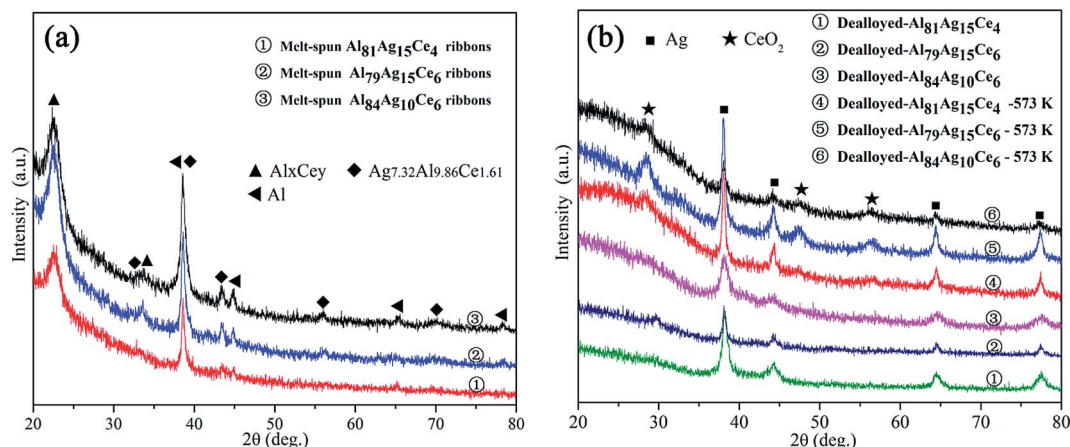 (a)
① Melt-spun Al81Ag15Ce4 ribbons
② Melt-spun Al79Ag15Ce6 ribbons
③ Melt-spun Al84Ag10Ce6 ribbons
▲ AlxCey ◆ Ag7.32Al9.86Ce1.61
◀ Al
③
②
①
Intensity (a.u.)
20 30 40 50 60 70 80
2θ (deg.)
(b)
■ Ag ★ CeO2
① Dealloyed-Al81Ag15Ce4
② Dealloyed-Al79Ag15Ce6
③ Dealloyed-Al84Ag10Ce6
④ Dealloyed-Al81Ag15Ce4 -573 K
⑤ Dealloyed-Al79Ag15Ce6 - 573 K
⑥ Dealloyed-Al84Ag10Ce6 - 573 K
⑥
⑤
④
③
②
①
Intensity (a.u.)
20 30 40 50 60 70 80
2θ (deg.)